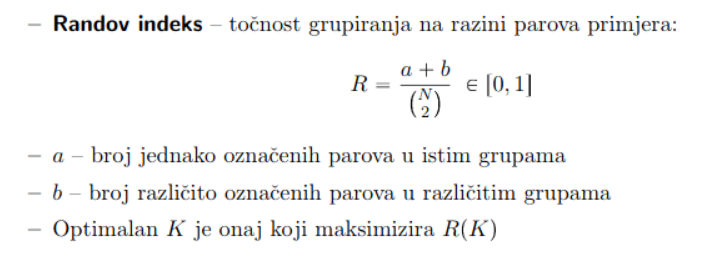 – Randov indeks – točnost grupiranja na razini parova primjera:
R = \frac{a + b}{\binom{N}{2}} ∈ [0, 1]
– a – broj jednako označenih parova u istim grupama
– b – broj različito označenih parova u različitim grupama
– Optimalan K je onaj koji maksimizira R(K)